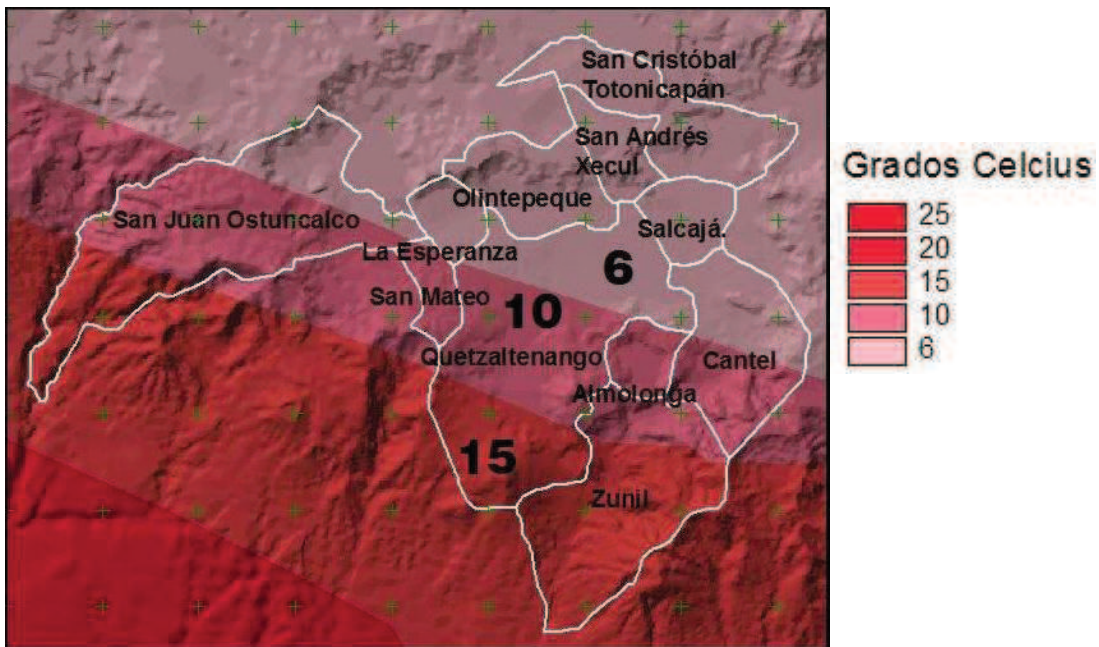 San Cristóbal
Totonicapán
San Andrés
Xecul
Olintepeque
San Juan Ostuncalco
Salcajá.
La Esperanza
6
San Mateo
10
Quetzaltenango
Cantel
Almolonga
15
Zunil
Grados Celcius
25
20
15
10
6